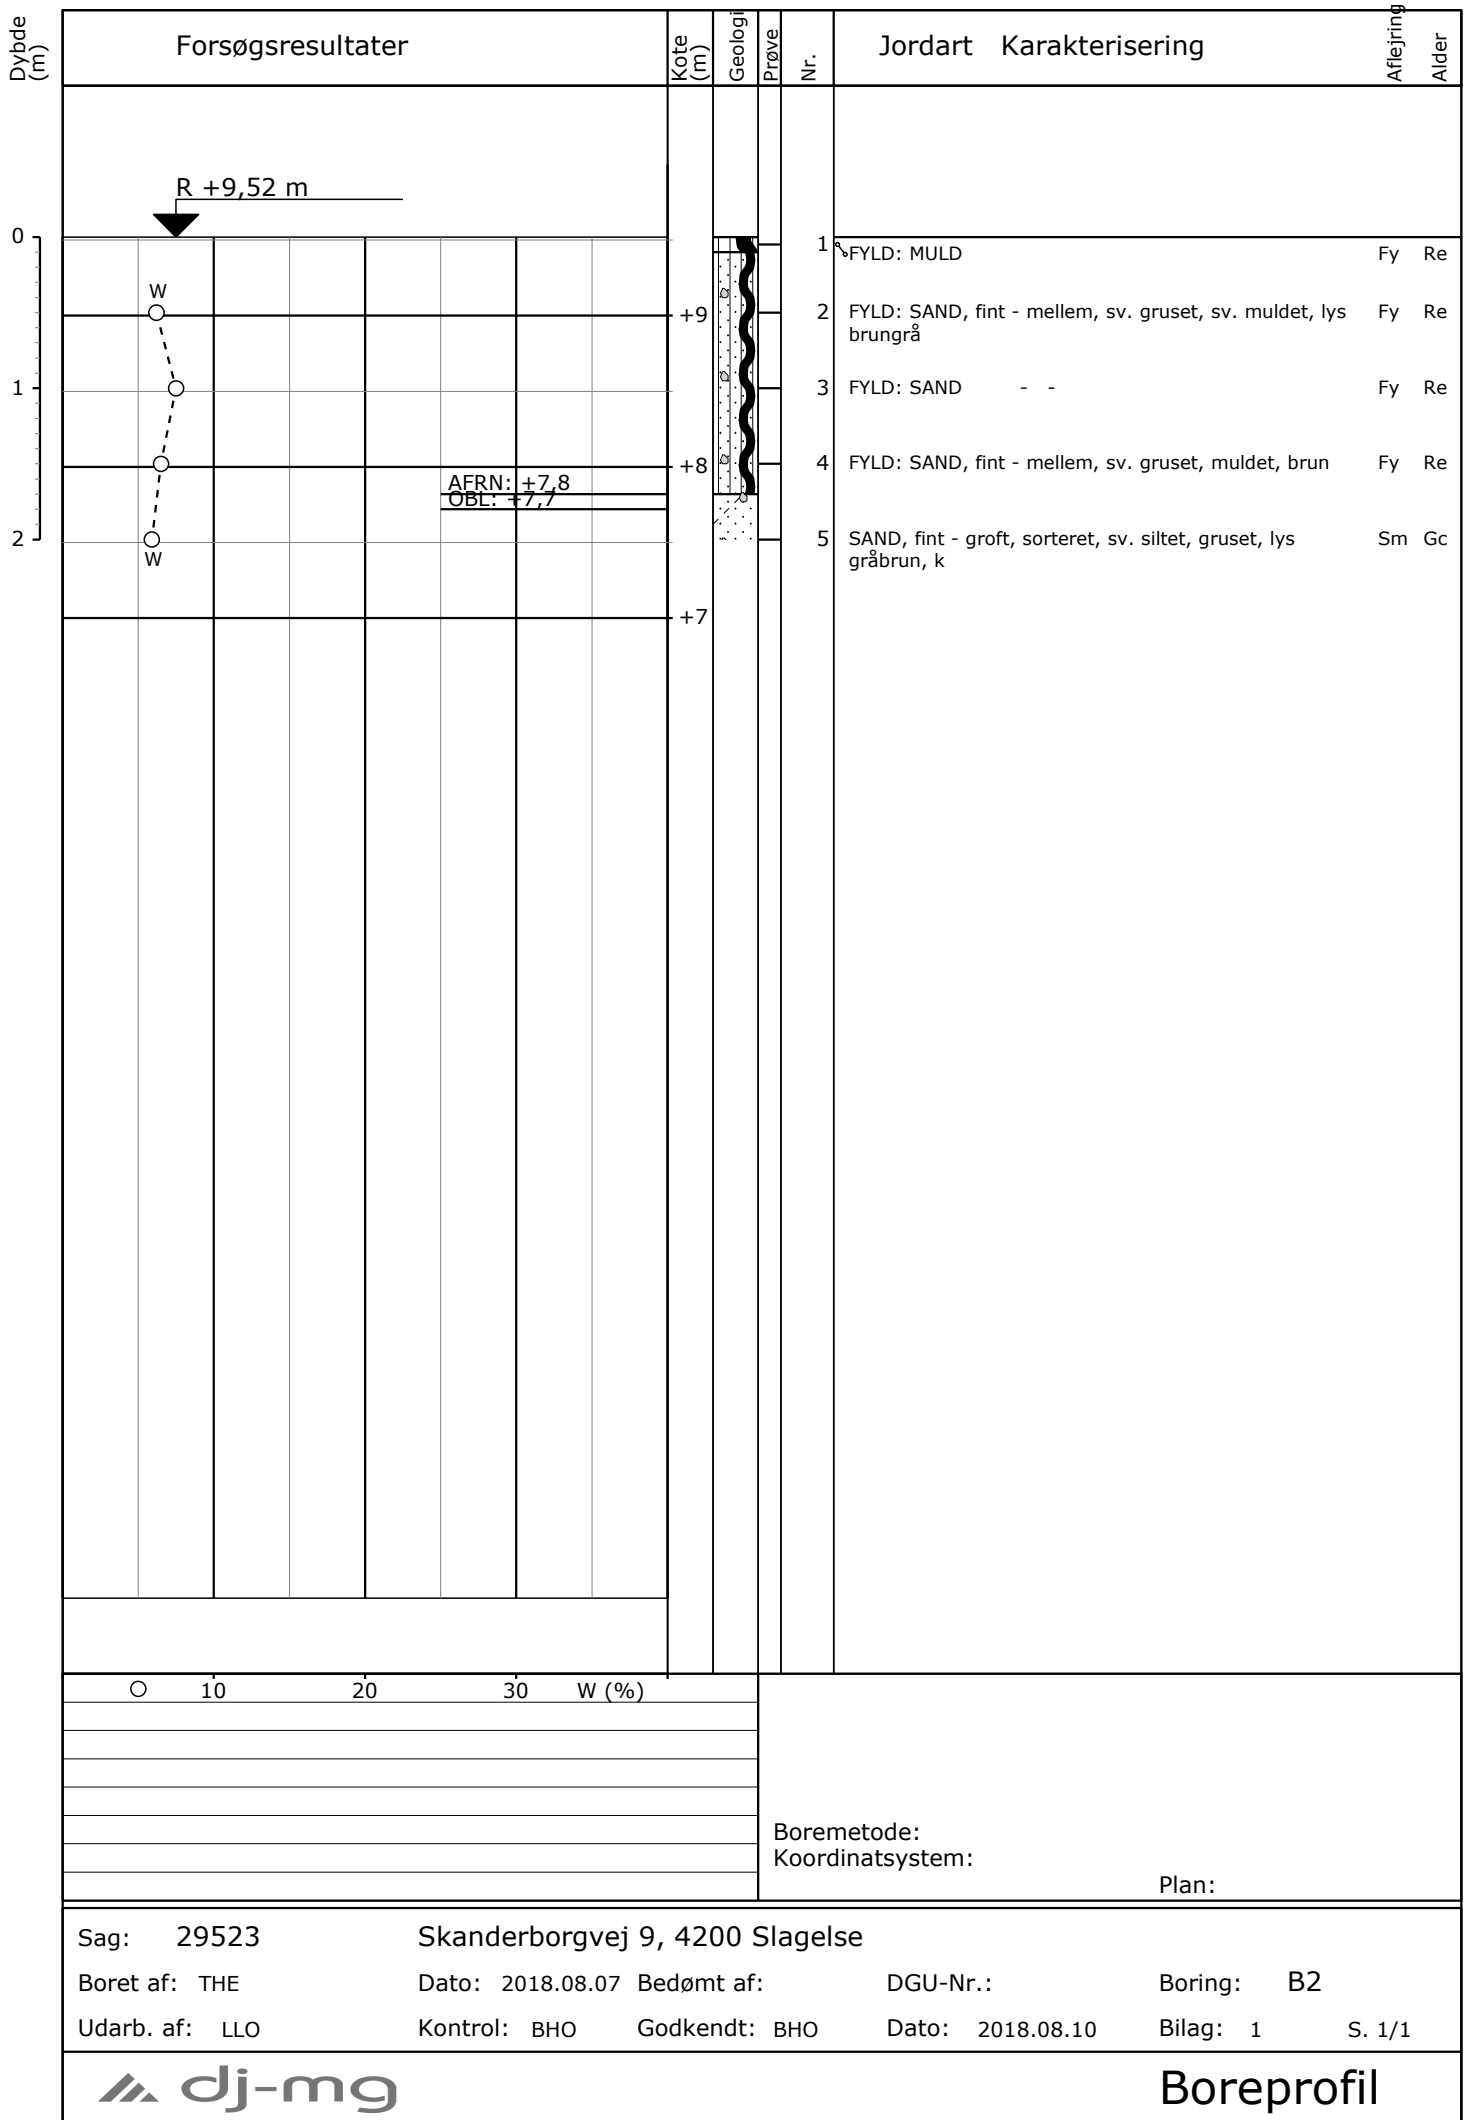 Dybde (m)
Forsøgsresultater
Kote (m)
Geologi
Prøve
Nr.
Jordart Karakterisering
Aflejring
Alder
R +9,52 m
0
1 FYLD: MULD Fy Re
W
+9
2 FYLD: SAND, fint - mellem, sv. gruset, sv. muldet, lys Fy Re
brungrå
1
3 FYLD: SAND - - Fy Re
+8
4 FYLD: SAND, fint - mellem, sv. gruset, muldet, brun Fy Re
AFRN: +7,8
OBL: +7,7
2
5 SAND, fint - groft, sorteret, sv. siltet, gruset, lys Sm Gc
gråbrun, k
W
+7
10 20 30 W (%)
Boremetode:
Koordinatsystem:
Plan:
Sag: 29523 Skanderborgvej 9, 4200 Slagelse
Boret af: THE Dato: 2018.08.07 Bedømt af: DGU-Nr.: Boring: B2
Udarb. af: LLO Kontrol: BHO Godkendt: BHO Dato: 2018.08.10 Bilag: 1 S. 1/1
dj-mg
Boreprofil